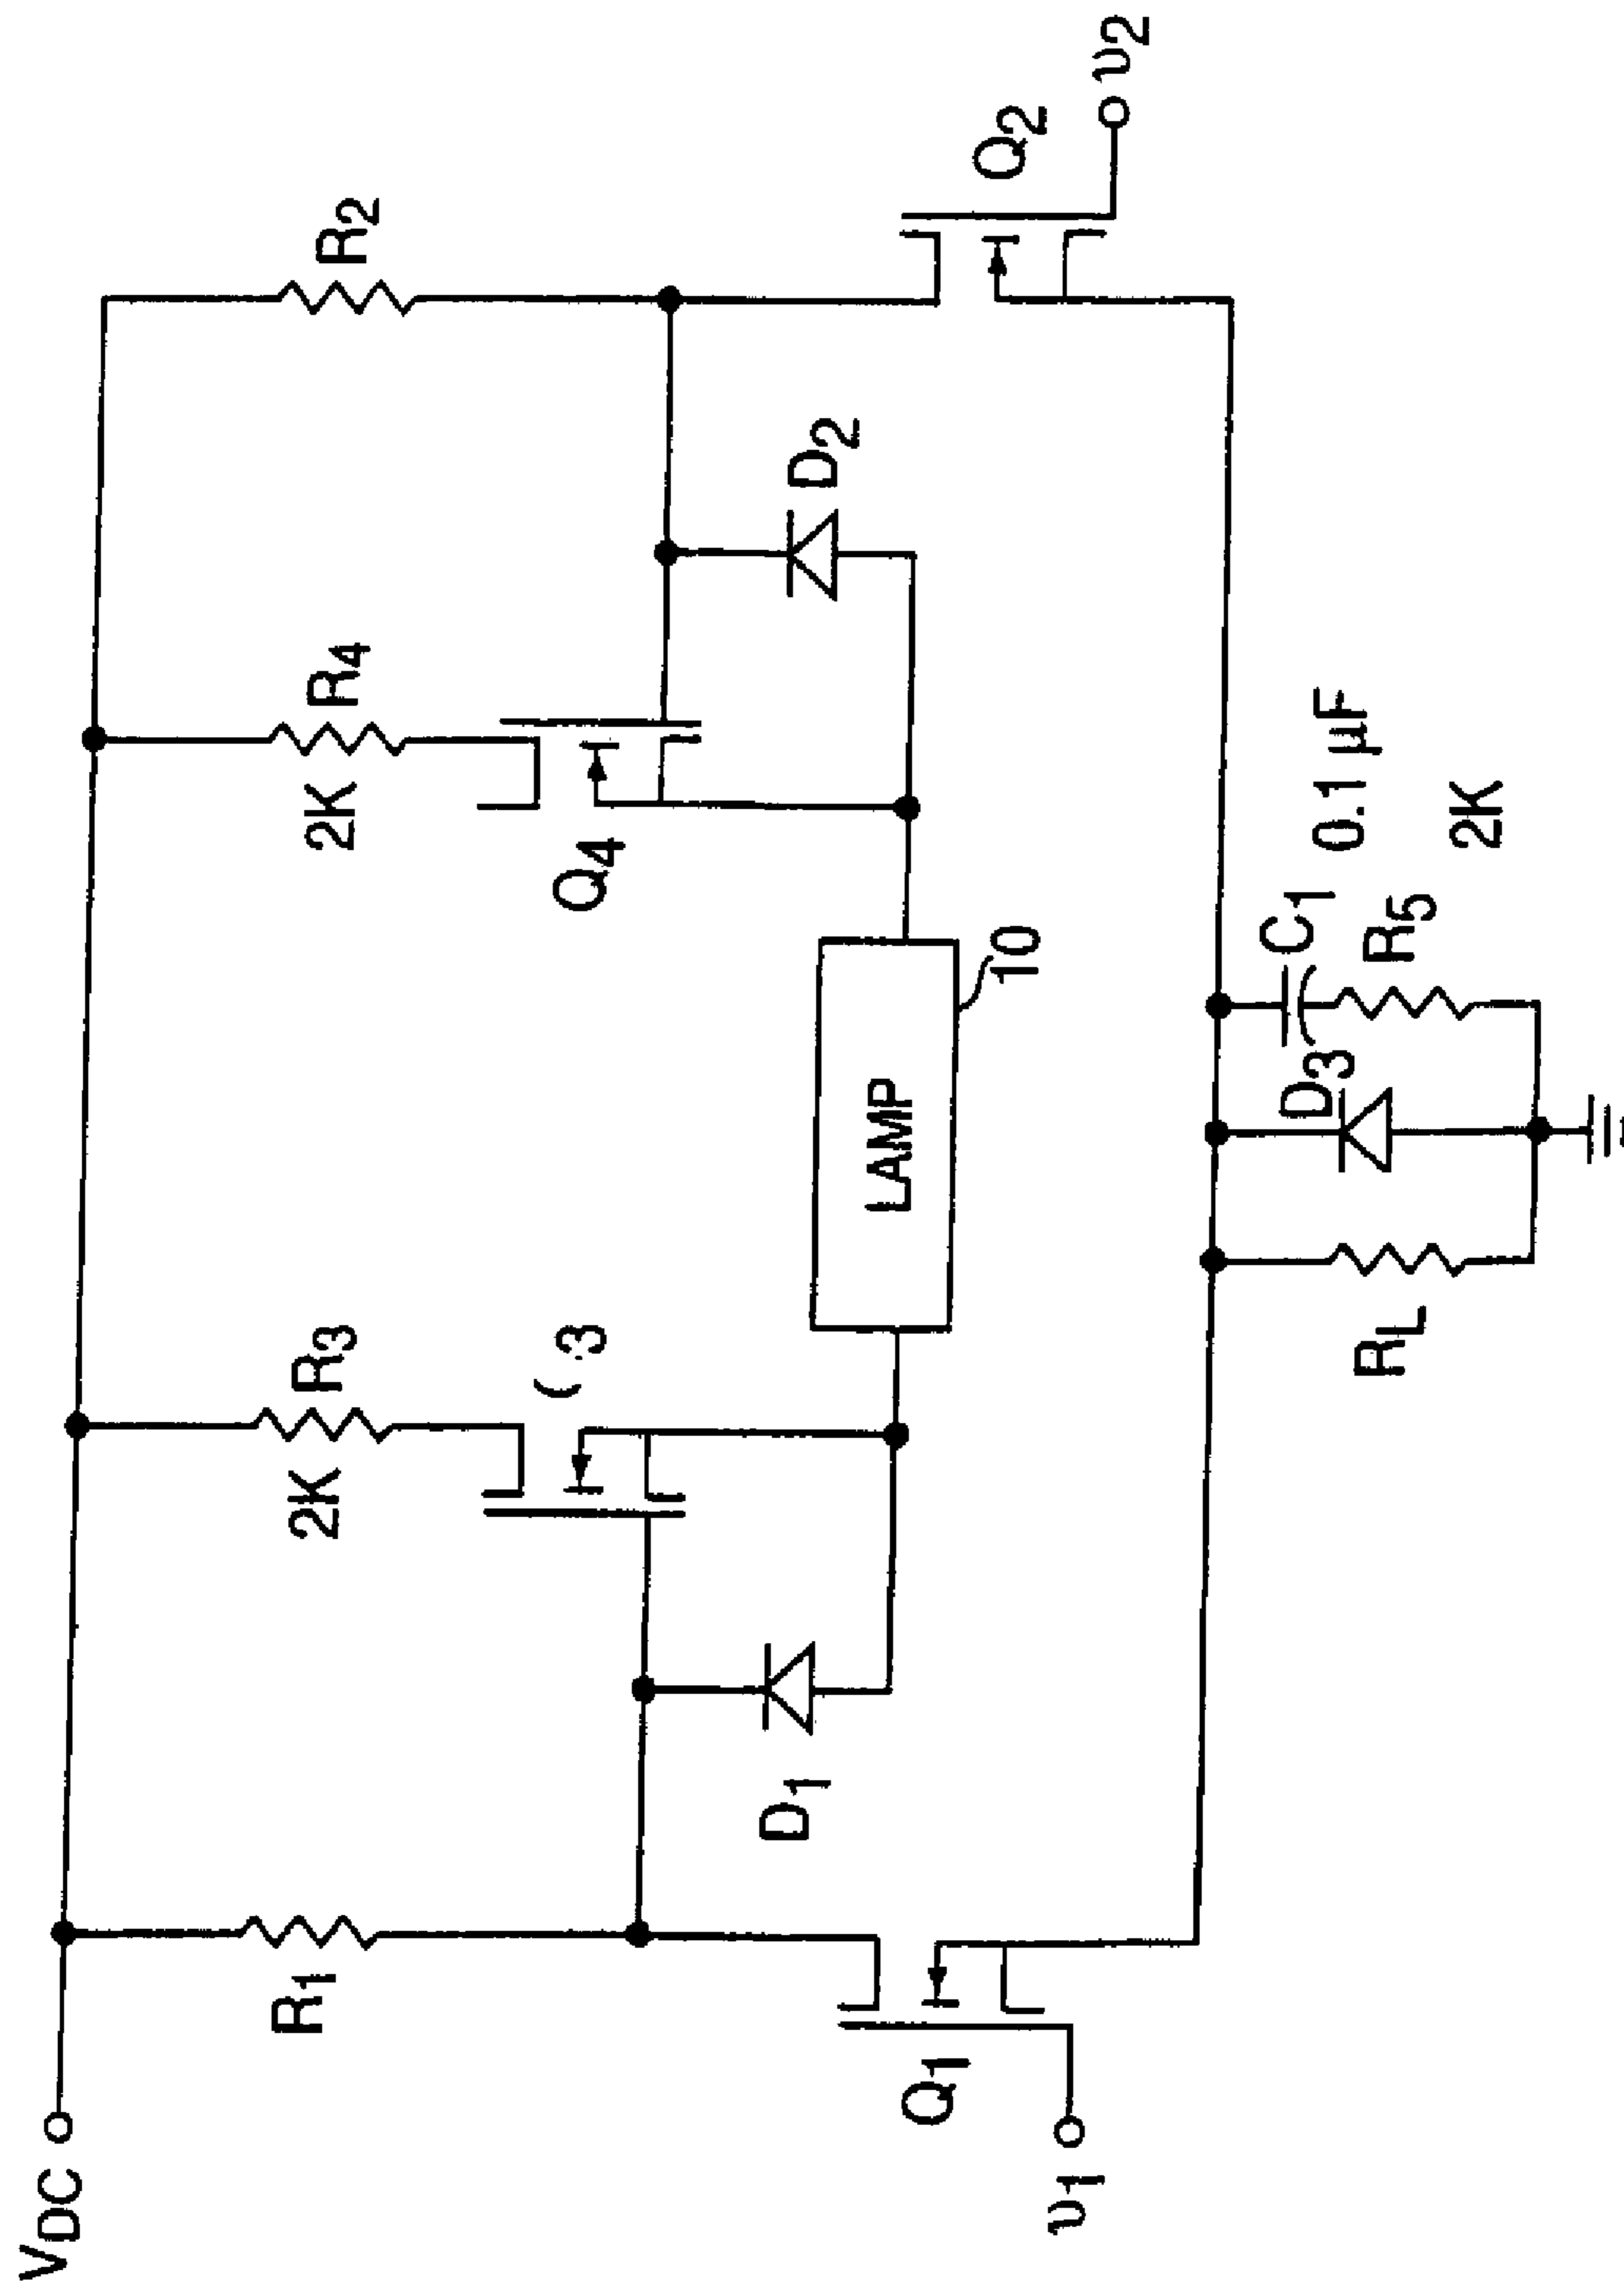 VDC
R1
2K
R3
2K
R4
R2
( .3
Q4
D1
D2
LAMP
10
Q1
Q2
υ1
υ2
RL
D3
C1
0.1 μF
R5
2K